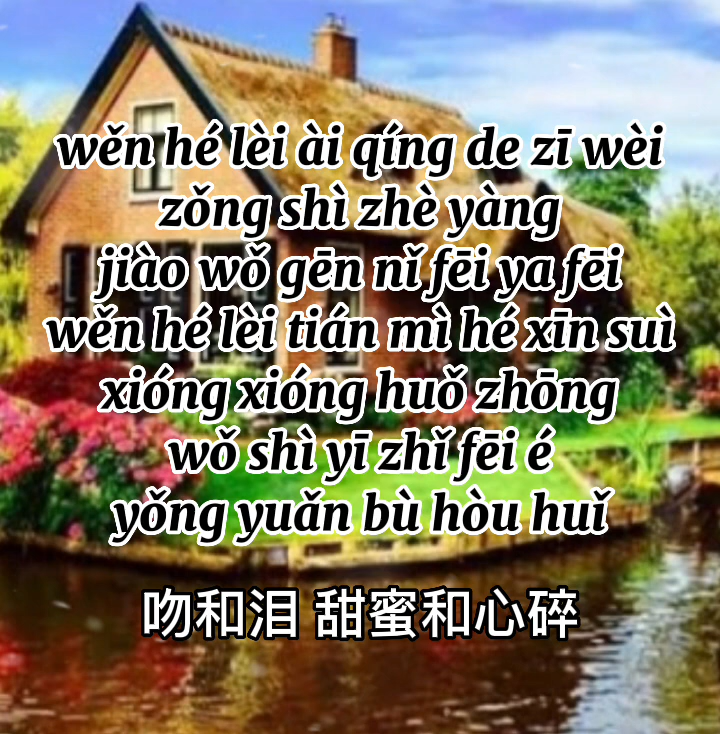 wěn hé lèi ài qíng de zī wèi
zǒng shì zhè yàng
jiào wǒ gēn nǐ fēi ya fēi
wěn hé lèi tián mì hé xīn suì
xióng xióng huǒ zhōng
wǒ shì yī zhǐ fēi é
yǒng yuǎn bù hòu huǐ
吻和泪 甜蜜和心碎